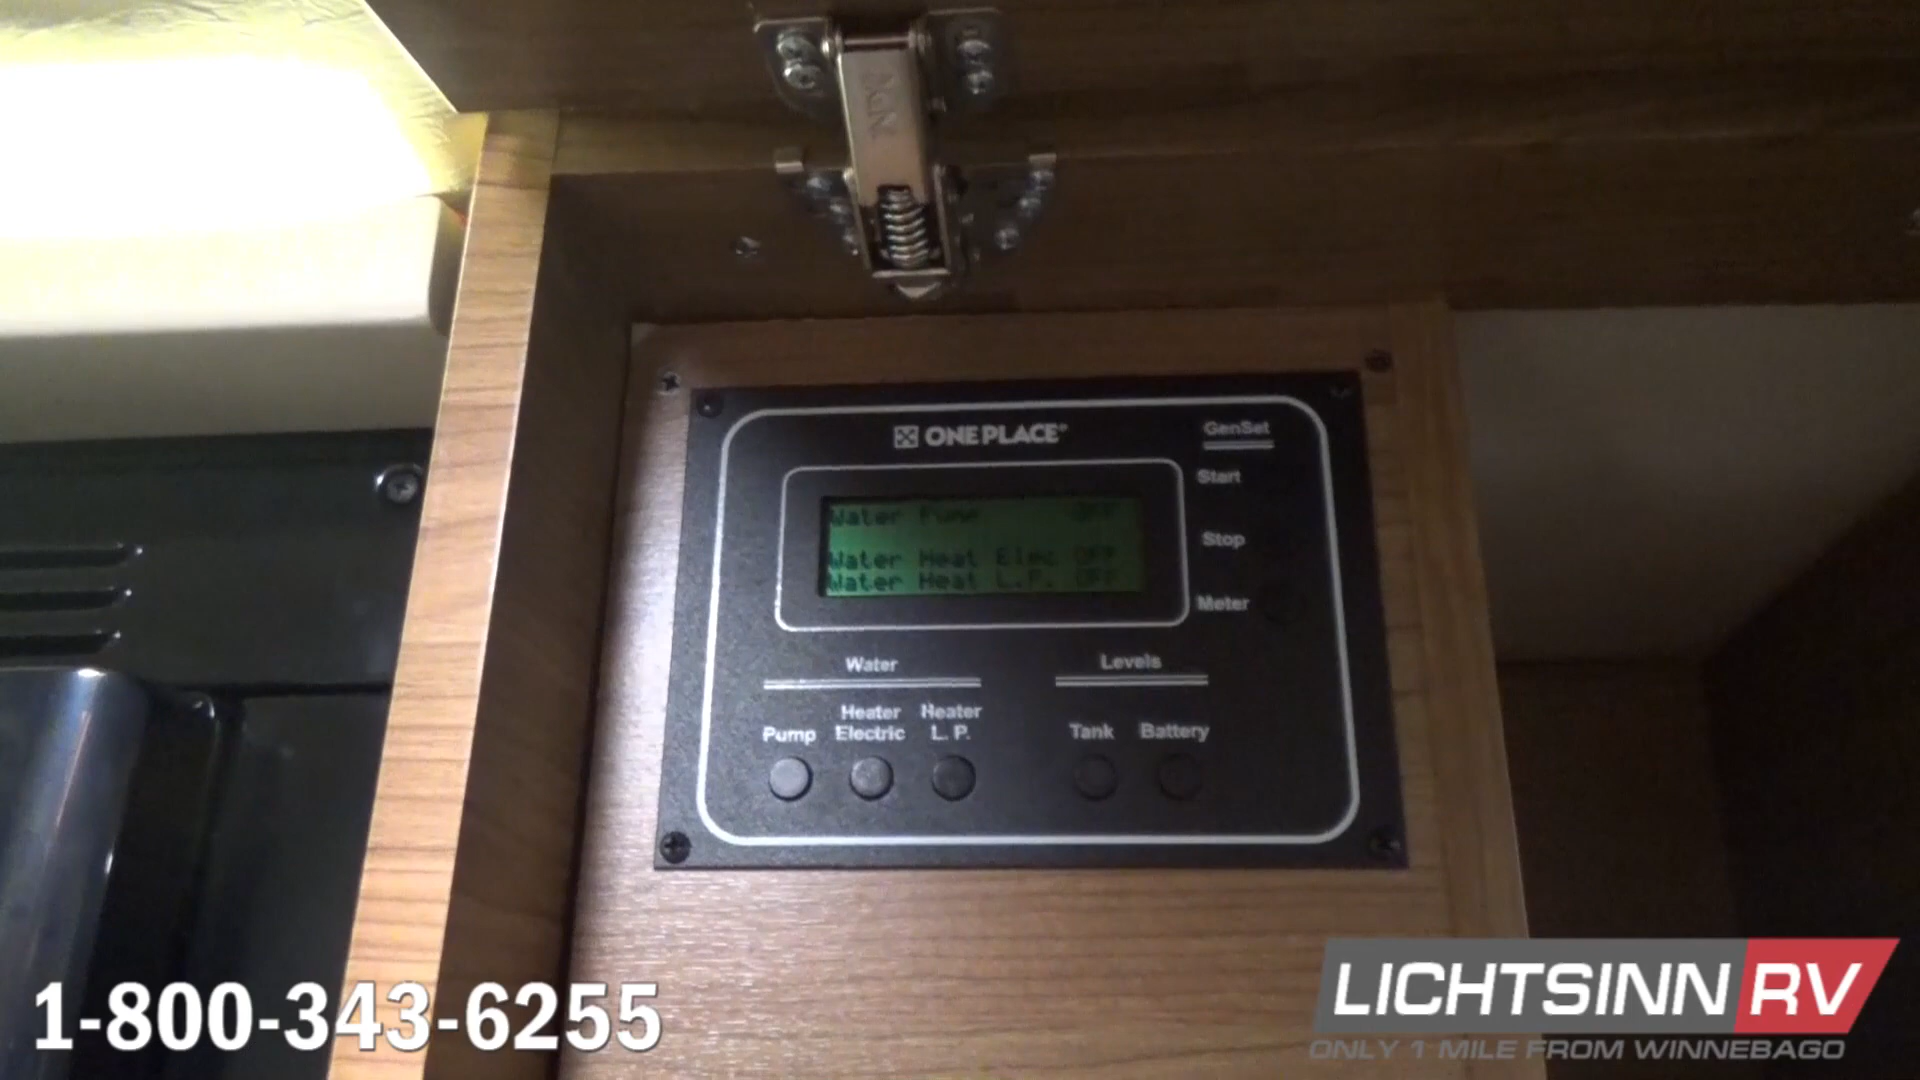 ONE PLACE
GenSet
Start
Stop
Meter
Water Pump OFF
Water Heat Elec OFF
Water Heat L.P. OFF
Water
Levels
Pump
Heater Electric
Heater L. P.
Tank
Battery
1-800-343-6255
LICHTSINN RV
ONLY 1 MILE FROM WINNEBAGO